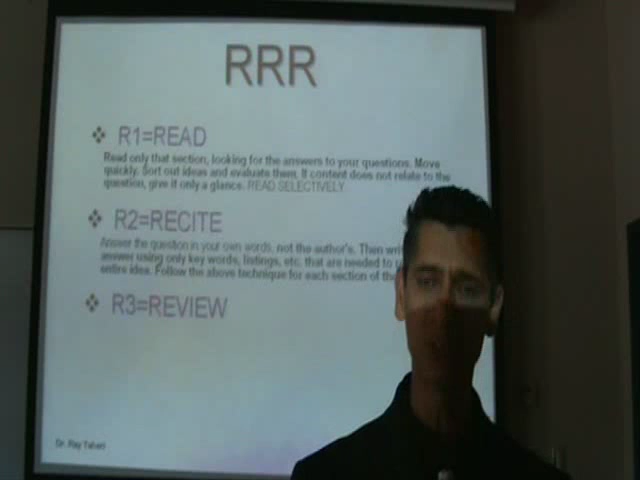 RRR
R1=READ
Read only that section, looking for the answers to your questions. Move
quickly. Sort out ideas and evaluate them. If content does not relate to the
question, give it only a glance. READ SELECTIVELY
R2=RECITE
Answer the question in your own words, not the author's. Then
answer using only key words, listings, etc. that are needed to
entire idea. Follow the above technique for each section of the
R3=REVIEW
Dr. Ray